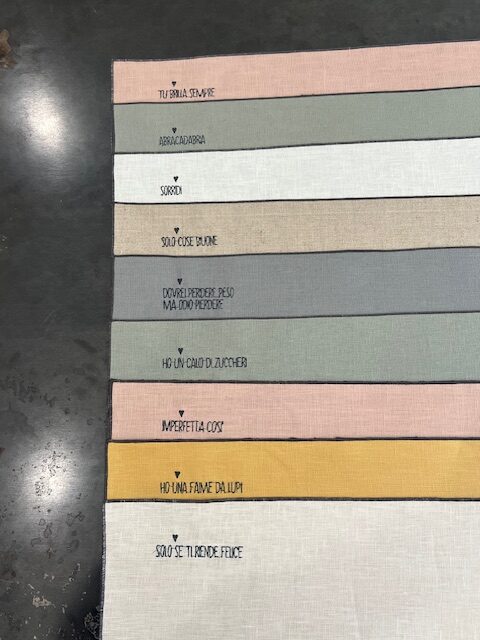 TU BRILLA SEMPRE
ABRACADABRA
SORRIDI
SOLO COSE BUONE
DOVREI PERDERE PESO
MA ODIO PERDERE
HO UN CALO DI ZUCCHERI
IMPERFETTA COSI'
HO UNA FAME DA LUPI
SOLO SE TI RENDE FELICE